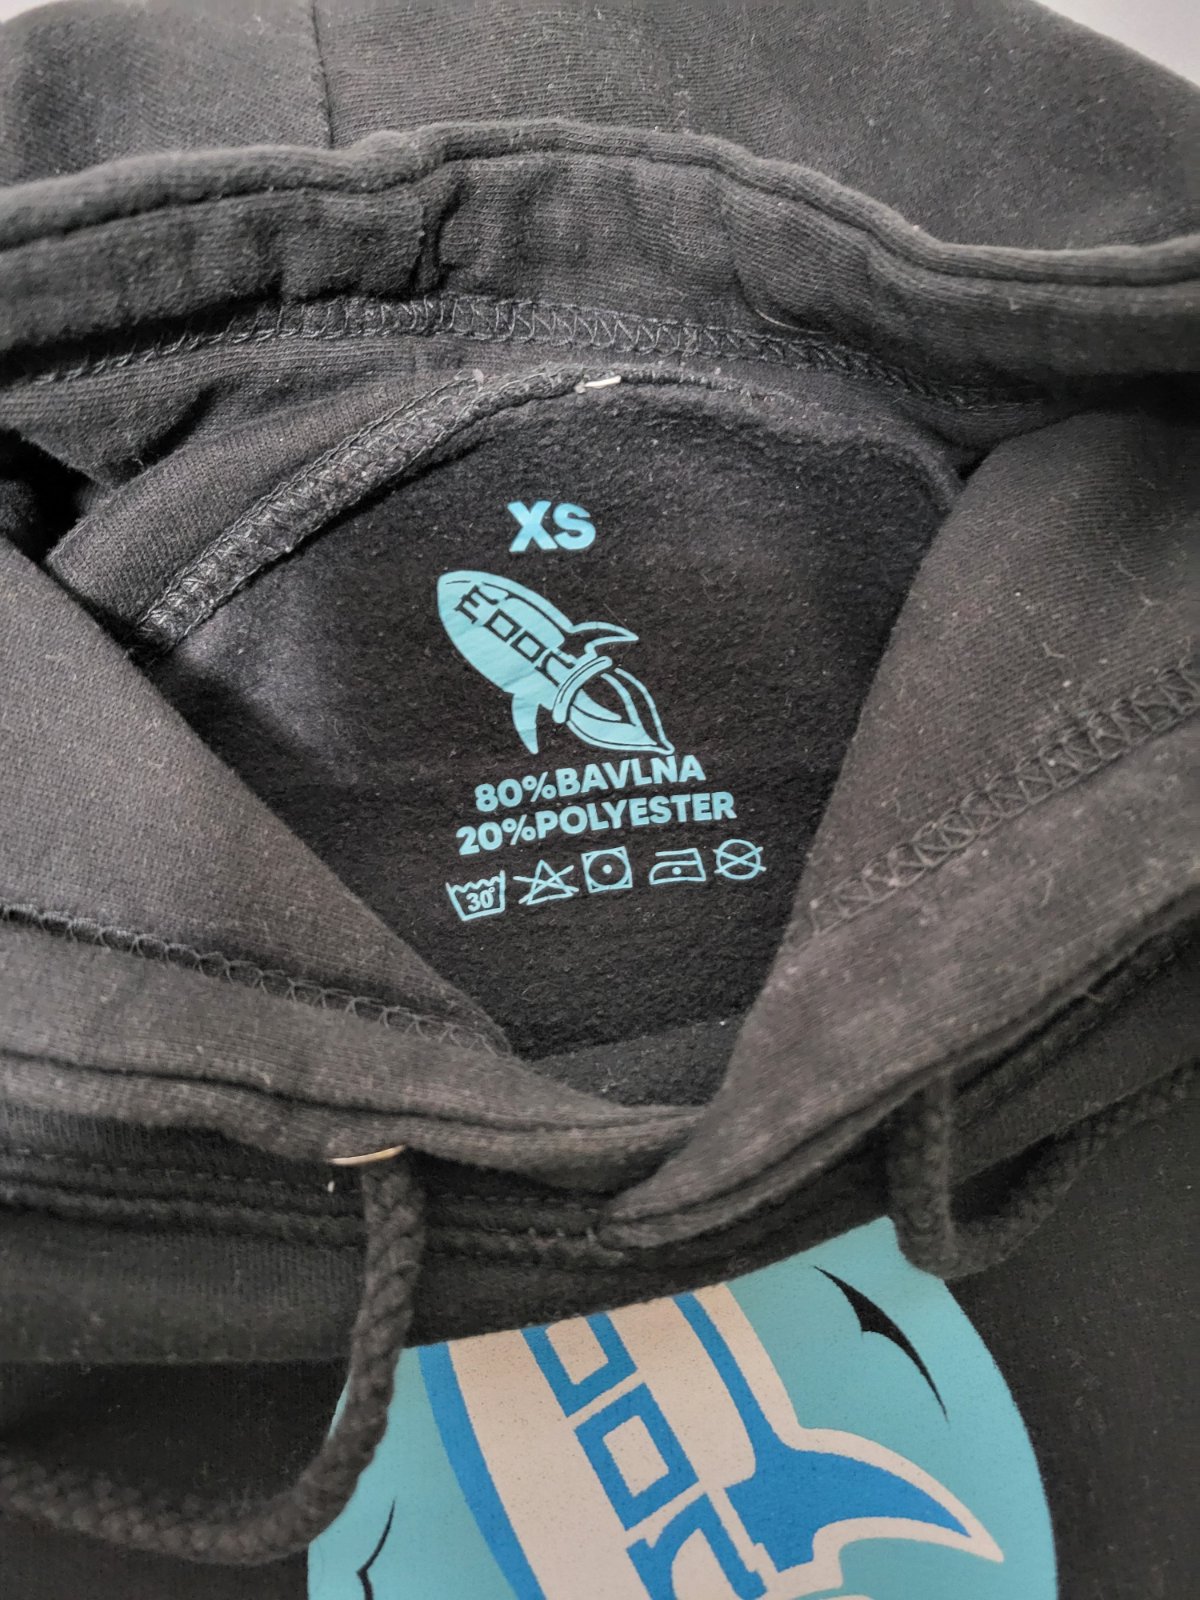 XS
80%BAVLNA
20%POLYESTER
30°